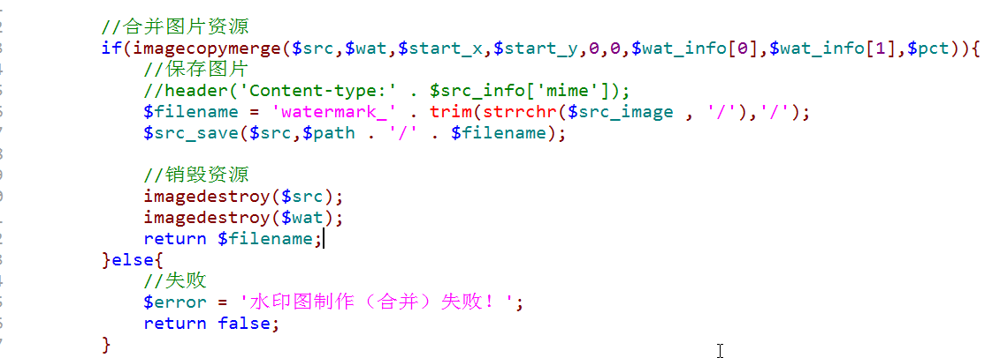 //合并图片资源
if(imagecopymerge($src,$wat,$start_x,$start_y,0,0,$wat_info[0],$wat_info[1],$pct)){
//保存图片
//header('Content-type:' . $src_info['mime']);
$filename = 'watermark_' . trim(strrchr($src_image , '/'),'/');
$src_save($src,$path . '/' . $filename);
//销毁资源
imagedestroy($src);
imagedestroy($wat);
return $filename;
}else{
//失败
$error = '水印图制作（合并）失败！';
return false;
}